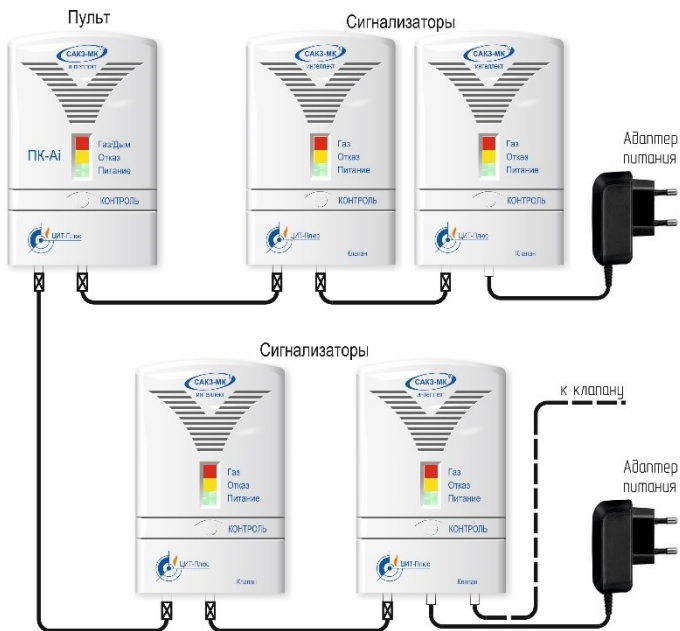 Пульт
Сигнализаторы
САКЗ-МК
интеллект
ПК-Ai
Газ/Дым
Отказ
Питание
КОНТРОЛЬ
ЦИТ-Плюс
САКЗ-МК
интеллект
Газ
Отказ
Питание
КОНТРОЛЬ
ЦИТ-Плюс
Клапан
САКЗ-МК
интеллект
Газ
Отказ
Питание
КОНТРОЛЬ
ЦИТ-Плюс
Клапан
Адаптер
питания
Сигнализаторы
САКЗ-МК
интеллект
Газ
Отказ
Питание
КОНТРОЛЬ
ЦИТ-Плюс
Клапан
САКЗ-МК
интеллект
Газ
Отказ
Питание
КОНТРОЛЬ
ЦИТ-Плюс
Клапан
к клапану
Адаптер
питания